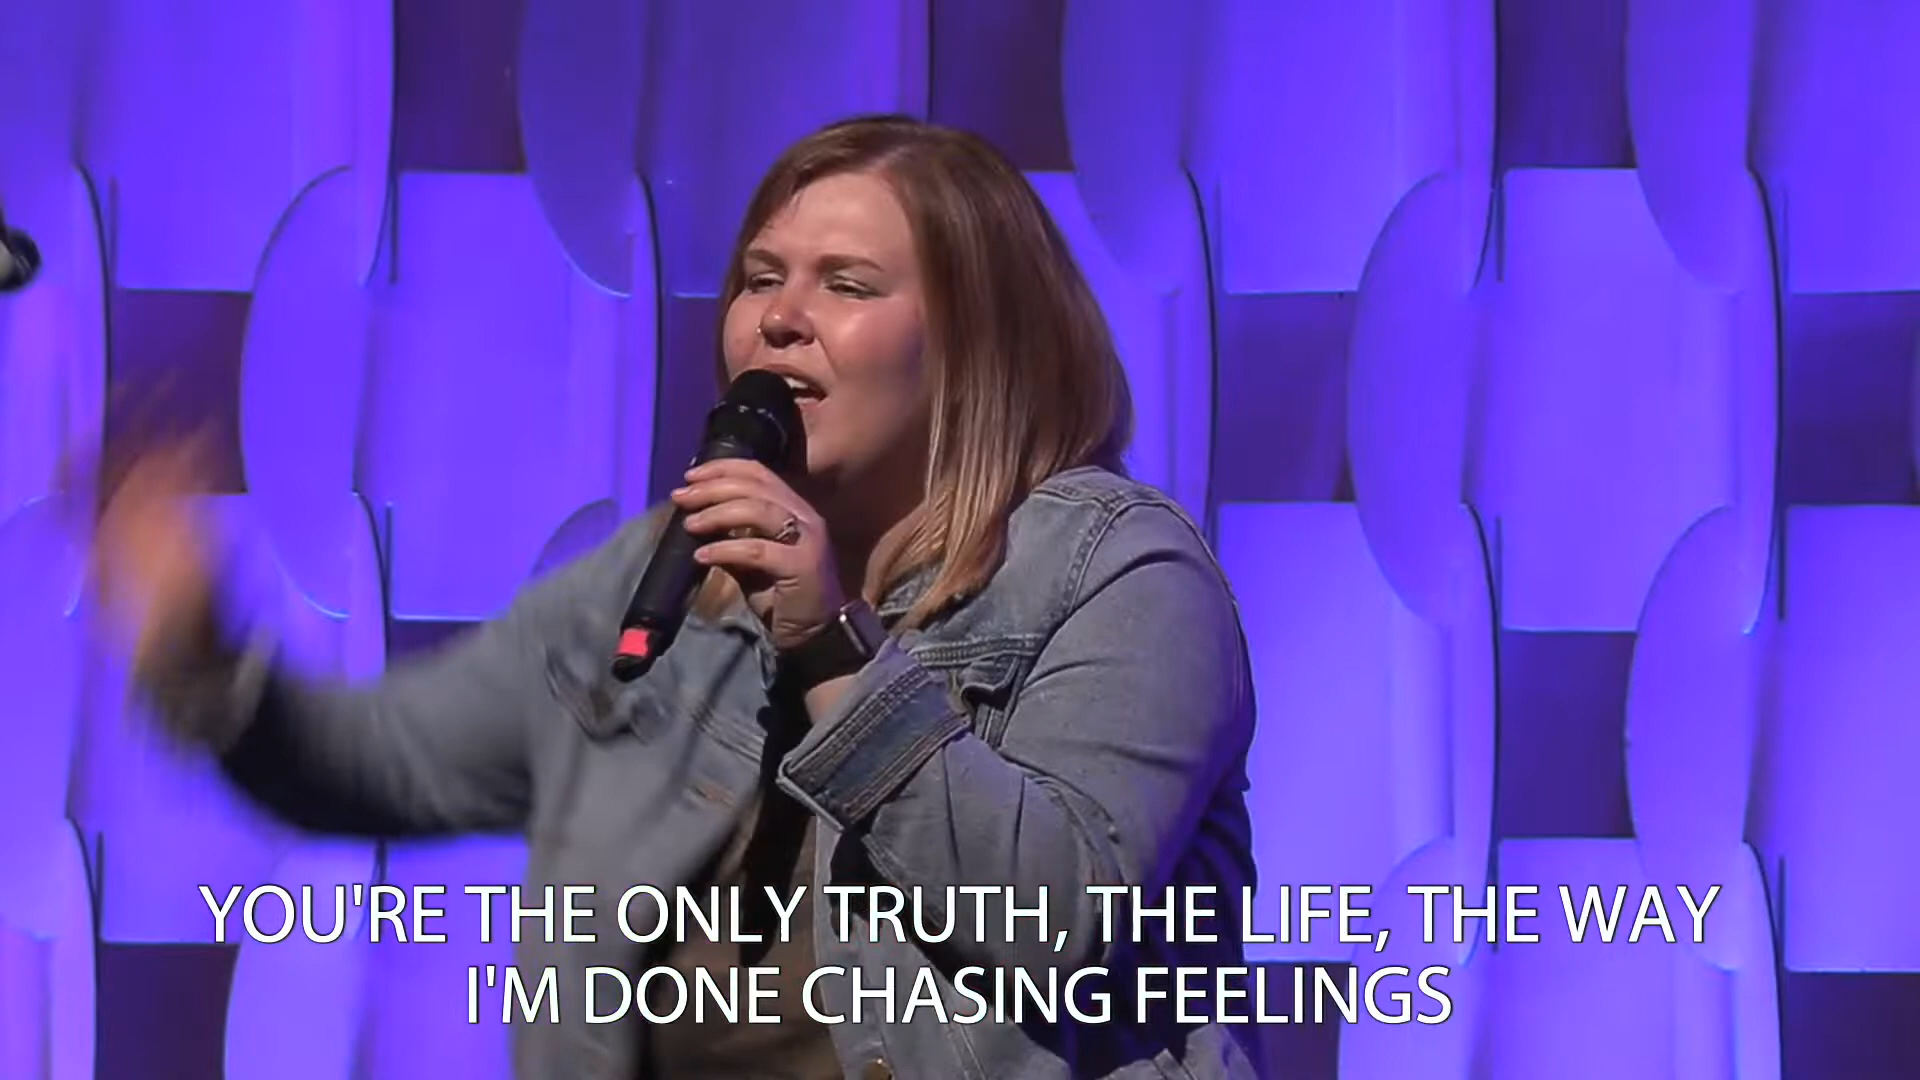 YOU'RE THE ONLY TRUTH, THE LIFE, THE WAY
I'M DONE CHASING FEELINGS